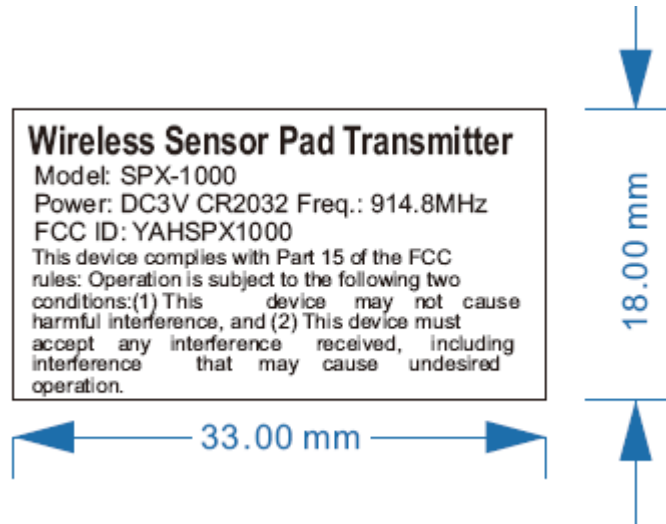 Wireless Sensor Pad Transmitter
Model: SPX-1000
Power: DC3V CR2032 Freq.: 914.8MHz
FCC ID: YAHSPX1000
This device complies with Part 15 of the FCC
rules: Operation is subject to the following two
conditions:(1) This device may not cause
harmful interference, and (2) This device must
accept any interference received, including
interference that may cause undesired
operation.
18.00 mm
33.00 mm